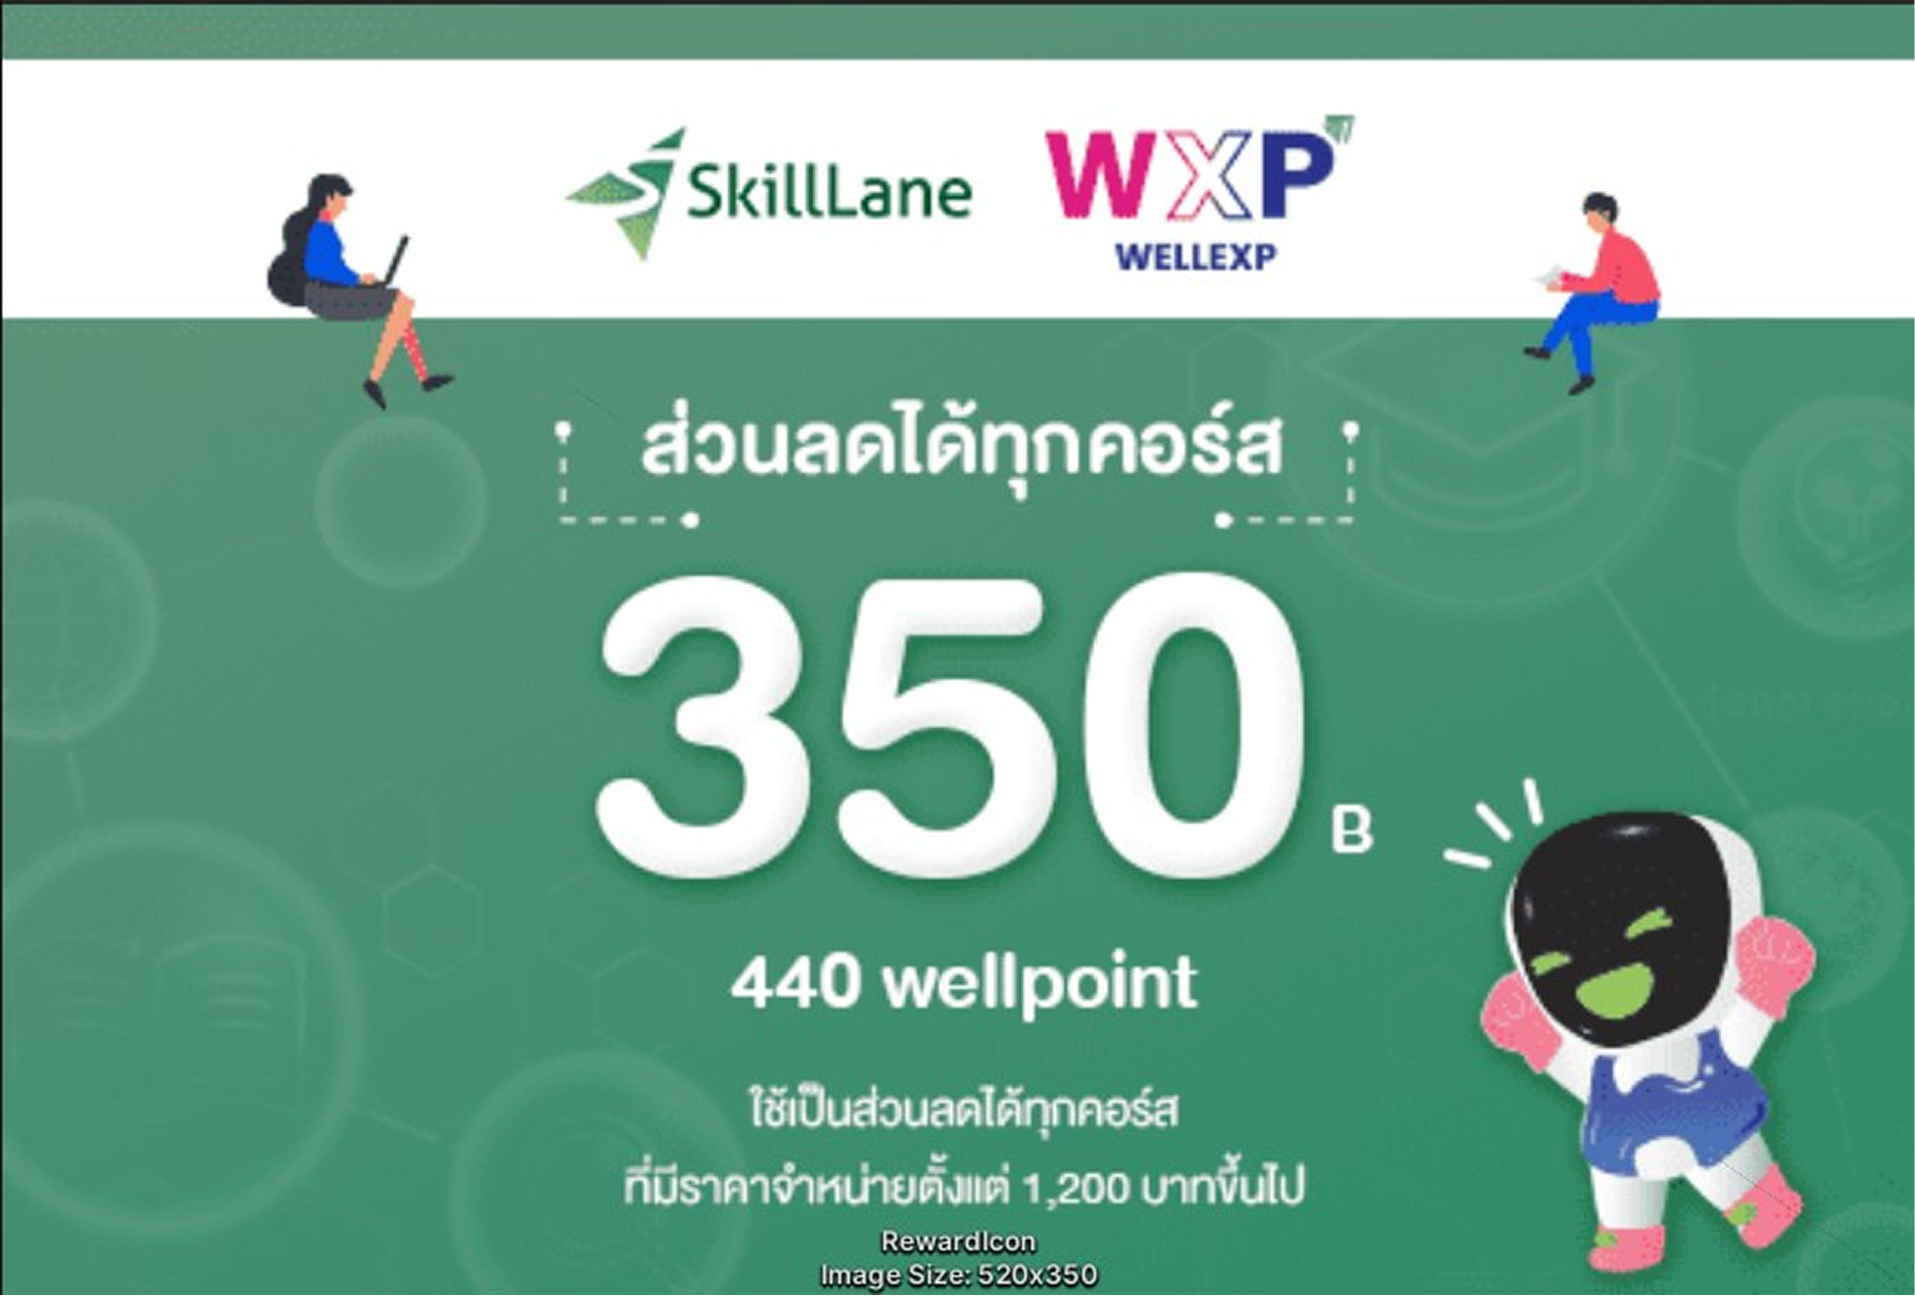 SkillLane
WXP
WELLEXP
ส่วนลดได้ทุกคอร์ส
350 B
440 wellpoint
ใช้เป็นส่วนลดได้ทุกคอร์ส
ที่มีราคาจำหน่ายตั้งแต่ 1,200 บาทขึ้นไป
RewardIcon
Image Size: 520x350